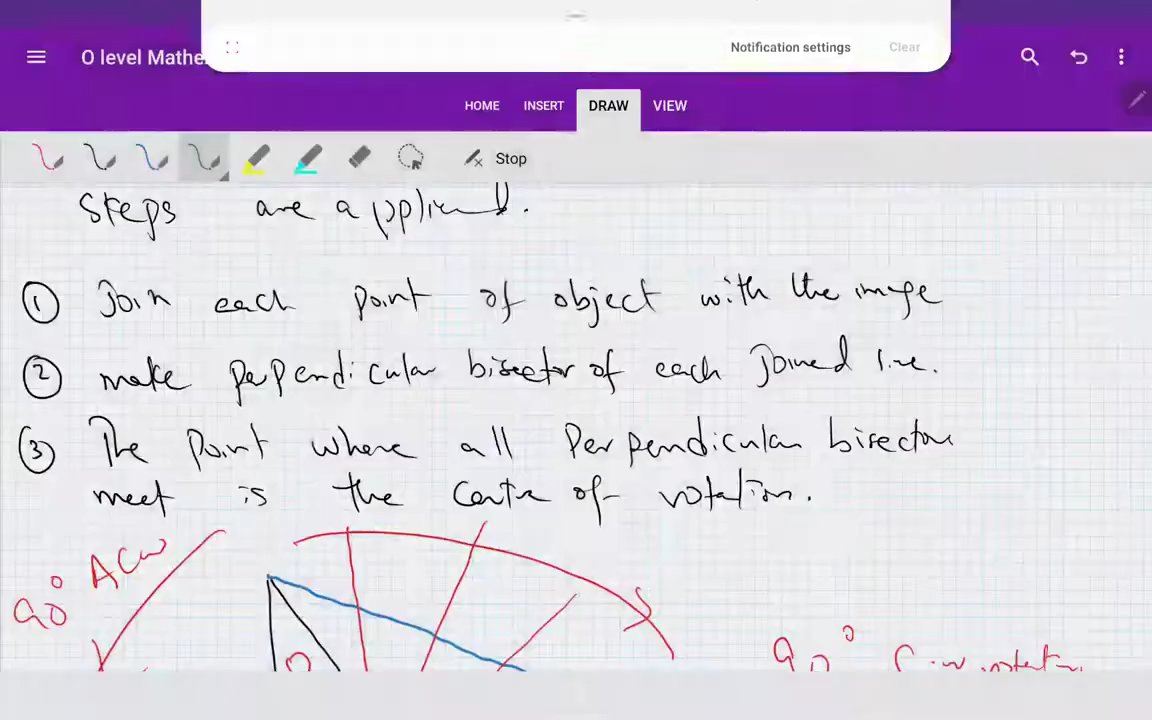 Notification settings
Clear
O level Mathe
HOME
INSERT
DRAW
VIEW
Stop
steps are applied.
① Join each point of object with the image
② make perpendicular bisector of each joined line.
③ The Point where all Perpendicular bisector
meet is the centre of rotation.
90° ACW
90° C.w rotation